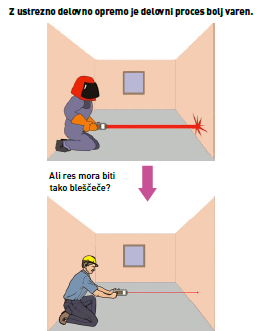 Z ustrezno delovno opremo je delovni proces bolj varen.
Ali res mora biti
tako bleščeče?